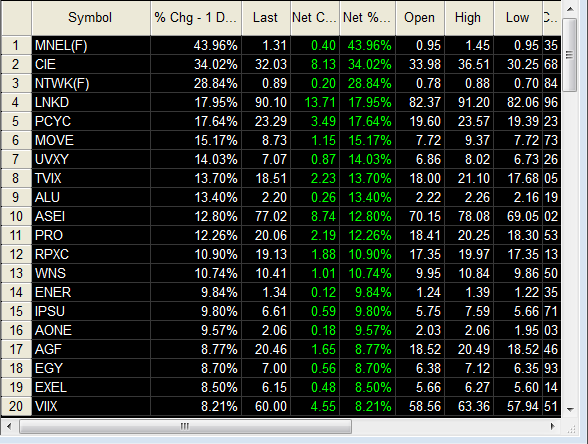 Symbol % Chg - 1 D... Last Net C... Net %... Open High Low C..
1 MNEL(F) 43.96% 1.31 0.40 43.96% 0.95 1.45 0.95 35
2 CIE 34.02% 32.03 8.13 34.02% 33.98 36.51 30.25 68
3 NTWK(F) 28.84% 0.89 0.20 28.84% 0.78 0.88 0.70 84
4 LNKD 17.95% 90.10 13.71 17.95% 82.37 91.20 82.06 96
5 PCYC 17.64% 23.29 3.49 17.64% 19.60 23.57 19.39 23
6 MOVE 15.17% 8.73 1.15 15.17% 7.72 9.37 7.72 73
7 UVXY 14.03% 7.07 0.87 14.03% 6.86 8.02 6.73 26
8 TVIX 13.70% 18.51 2.23 13.70% 18.00 21.10 17.68 05
9 ALU 13.40% 2.20 0.26 13.40% 2.22 2.26 2.16 19
10 ASEI 12.80% 77.02 8.74 12.80% 70.15 78.08 69.05 02
11 PRO 12.26% 20.06 2.19 12.26% 18.41 20.25 18.30 53
12 RPXC 10.90% 19.13 1.88 10.90% 17.35 19.97 17.35 13
13 WNS 10.74% 10.41 1.01 10.74% 9.95 10.84 9.86 50
14 ENER 9.84% 1.34 0.12 9.84% 1.24 1.39 1.22 35
15 IPSU 9.80% 6.61 0.59 9.80% 5.75 7.59 5.66 71
16 AONE 9.57% 2.06 0.18 9.57% 2.03 2.06 1.95 03
17 AGF 8.77% 20.46 1.65 8.77% 18.52 20.49 18.52 46
18 EGY 8.70% 7.00 0.56 8.70% 6.38 7.12 6.35 93
19 EXEL 8.50% 6.15 0.48 8.50% 5.66 6.27 5.60 14
20 VIIX 8.21% 60.00 4.55 8.21% 58.56 63.36 57.94 51